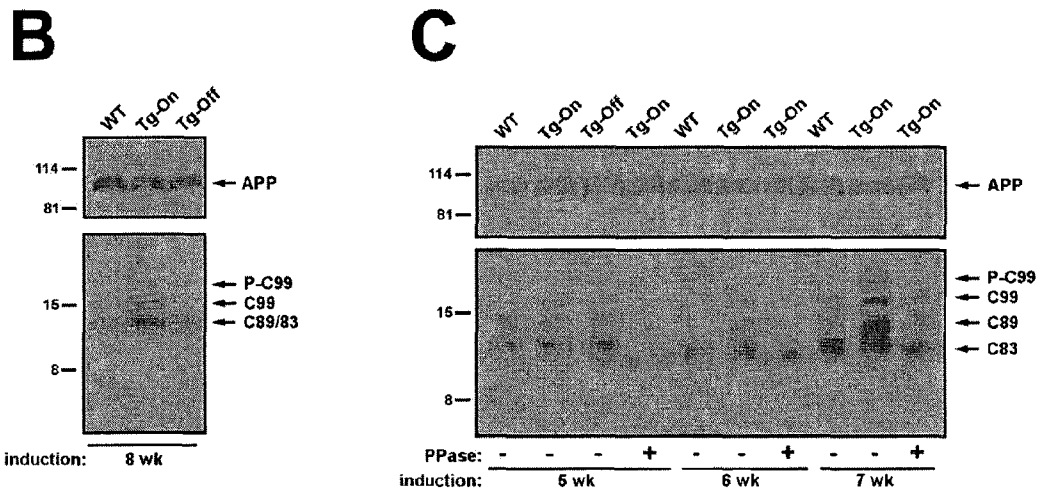 B
WT Tg-On Tg-Off
114
81
APP
15
8
P-C99
C99
C89/83
induction: 8 wk
C
WT Tg-On Tg-Off Tg-On WT Tg-On Tg-On WT Tg-On Tg-On
114
81
APP
15
8
P-C99
C99
C89
C83
PPase: - - - + - - + - - +
induction: 5 wk 6 wk 7 wk